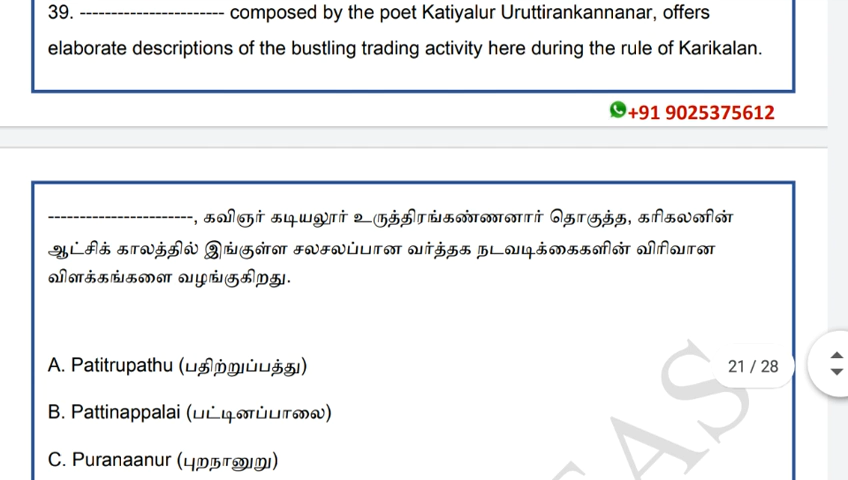 39. ---------------------- composed by the poet Katiyalur Uruttirankannanar, offers
elaborate descriptions of the bustling trading activity here during the rule of Karikalan.
+91 9025375612
----------------------, கவிஞர் கடியலூர் உருத்திரங்கண்ணனார் தொகுத்த, கரிகலனின்
ஆட்சிக் காலத்தில் இங்குள்ள சலசலப்பான வர்த்தக நடவடிக்கைகளின் விரிவான
விளக்கங்களை வழங்குகிறது.
A. Patitrupathu (பதிற்றுப்பத்து)
21 / 28
B. Pattinappalai (பட்டினப்பாலை)
C. Puranaanur (புறநானுறு)